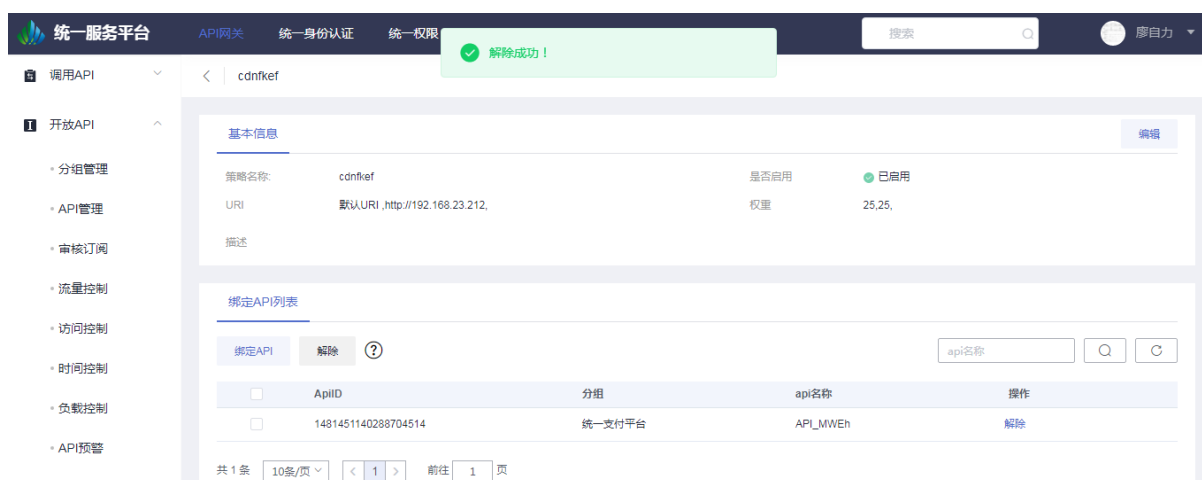 统一服务平台 API网关 统一身份认证 统一权限 搜索 廖自力
解除成功！
调用API cdnfkef
开放API
基本信息 编辑
分组管理 策略名称: cdnfkef 是否启用 已启用
API管理 URI 默认URI ,http://192.168.23.212, 权重 25,25,
审核订阅 描述
流量控制
绑定API列表
访问控制
绑定API 解除 ? api名称
时间控制
ApiID 分组 api名称 操作
负载控制
1481451140288704514 统一支付平台 API_MWEh 解除
API预警
共 1 条 10条/页 < 1 > 前往 1 页